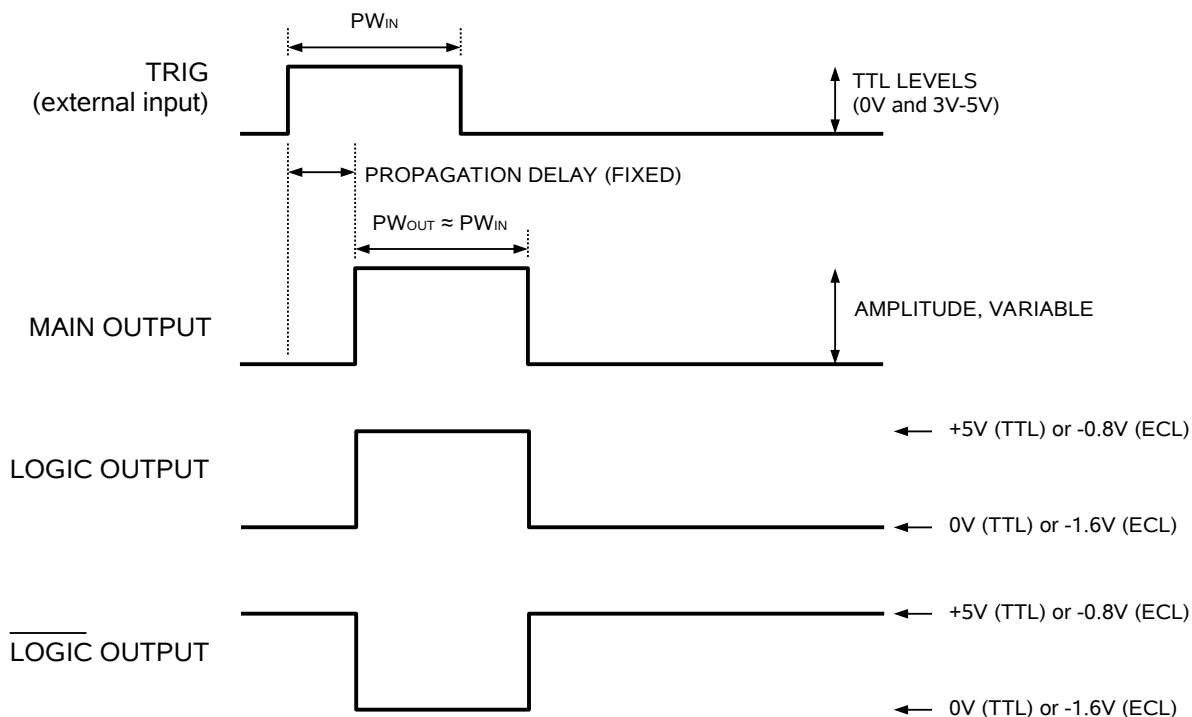 PWIN
TRIG
(external input)
TTL LEVELS
(0V and 3V-5V)
PROPAGATION DELAY (FIXED)
PWOUT ≈ PWIN
MAIN OUTPUT
AMPLITUDE, VARIABLE
+5V (TTL) or -0.8V (ECL)
LOGIC OUTPUT
0V (TTL) or -1.6V (ECL)
+5V (TTL) or -0.8V (ECL)
LOGIC OUTPUT
0V (TTL) or -1.6V (ECL)